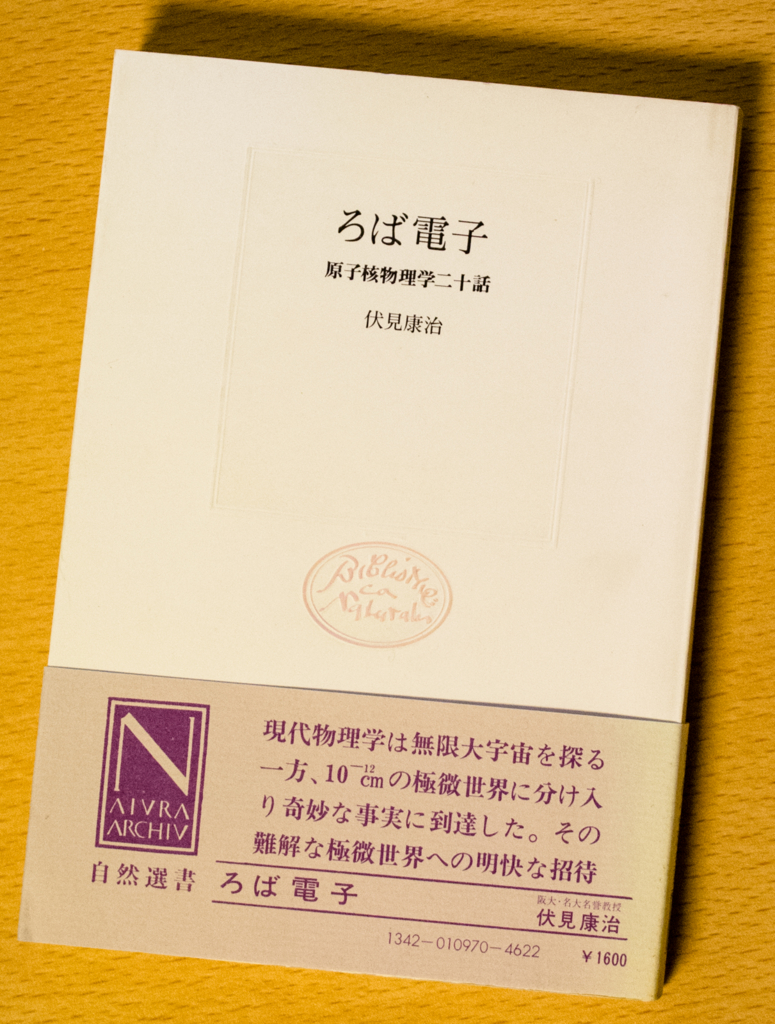 ろば電子
原子核物理学二十話
伏見康治
Bibliothe
ca
Naturalis
現代物理学は無限大宇宙を探る
一方、10⁻¹²cmの極微世界に分け入
り奇妙な事実に到達した。その
難解な極微世界への明快な招待
N
AIVRA
ARCHIV
自然選書
ろば電子
阪大・名大名誉教授
伏見康治
1342-010970-4622
¥1600